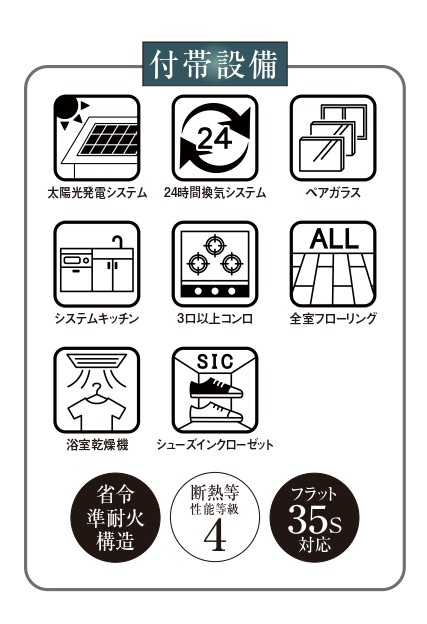 付帯設備
24
太陽光発電システム
24時間換気システム
ペアガラス
ALL
システムキッチン
3口以上コンロ
全室フローリング
SIC
浴室乾燥機
シューズインクローゼット
省令
準耐火
構造
断熱等
性能等級
4
フラット
35S
対応